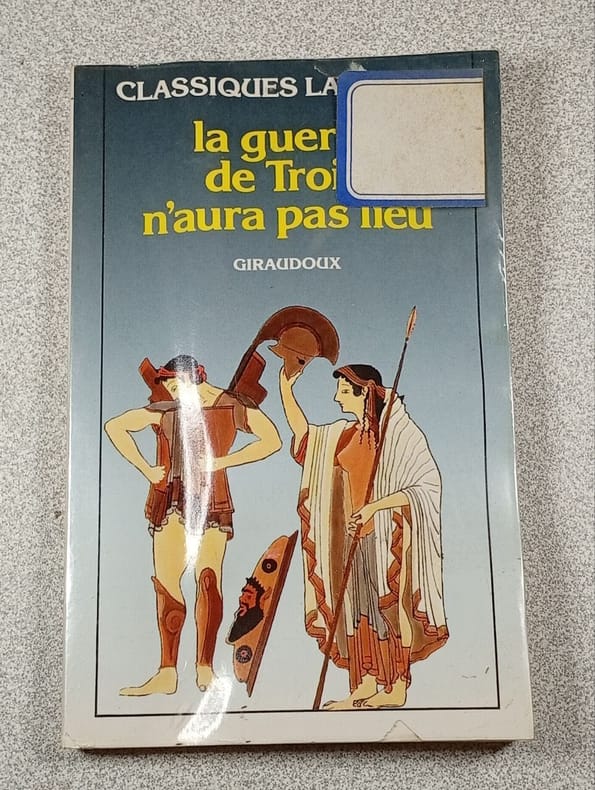 CLASSIQUES LA
la guer
de Troi
n'aura pas lieu
GIRAUDOUX